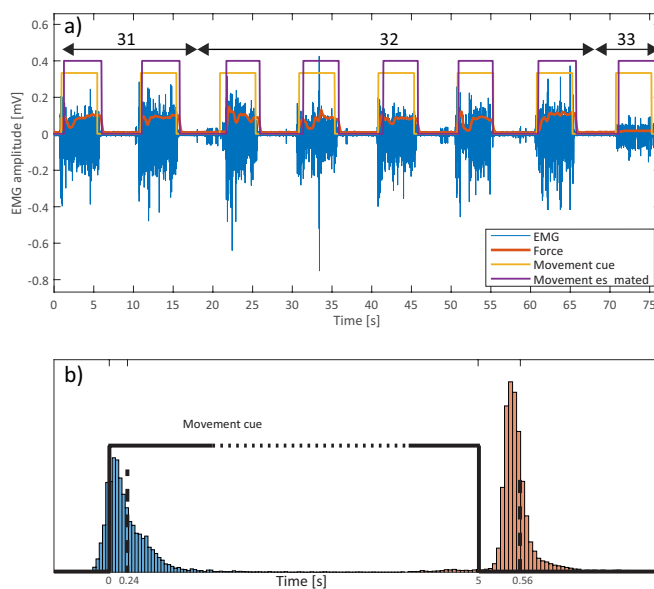 a)
31 32 33
0.6
0.4
0.2
0
-0.2
-0.4
-0.6
-0.8
EMG amplitude [mV]
EMG
Force
Movement cue
Movement es mated
0 5 10 15 20 25 30 35 40 45 50 55 60 65 70 75
Time [s]
b)
Movement cue
0 0.24 Time [s] 5 0.56